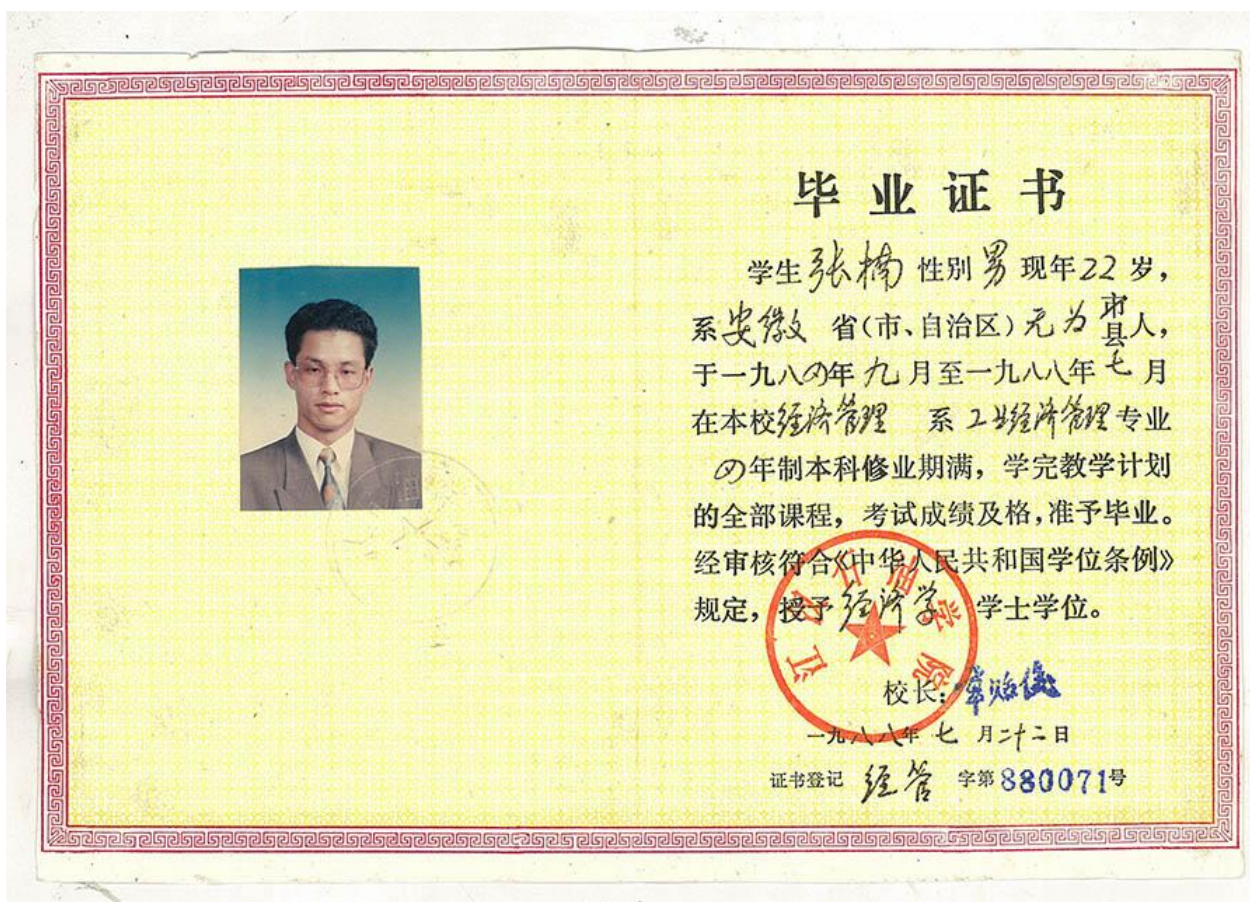 毕业证书
学生 张楠 性别 男 现年22岁，
系安徽 省(市、自治区)无为市县人，
于一九八四年九月至一九八八年七月
在本校经济管理 系 工业经济管理专业
四年制本科修业期满，学完教学计划
的全部课程，考试成绩及格，准予毕业。
经审核符合《中华人民共和国学位条例》
规定，授予 经济学 学士学位。
江汉石油学院
校长：
一九八八年 七 月二十二日
证书登记 经管 字第880071号